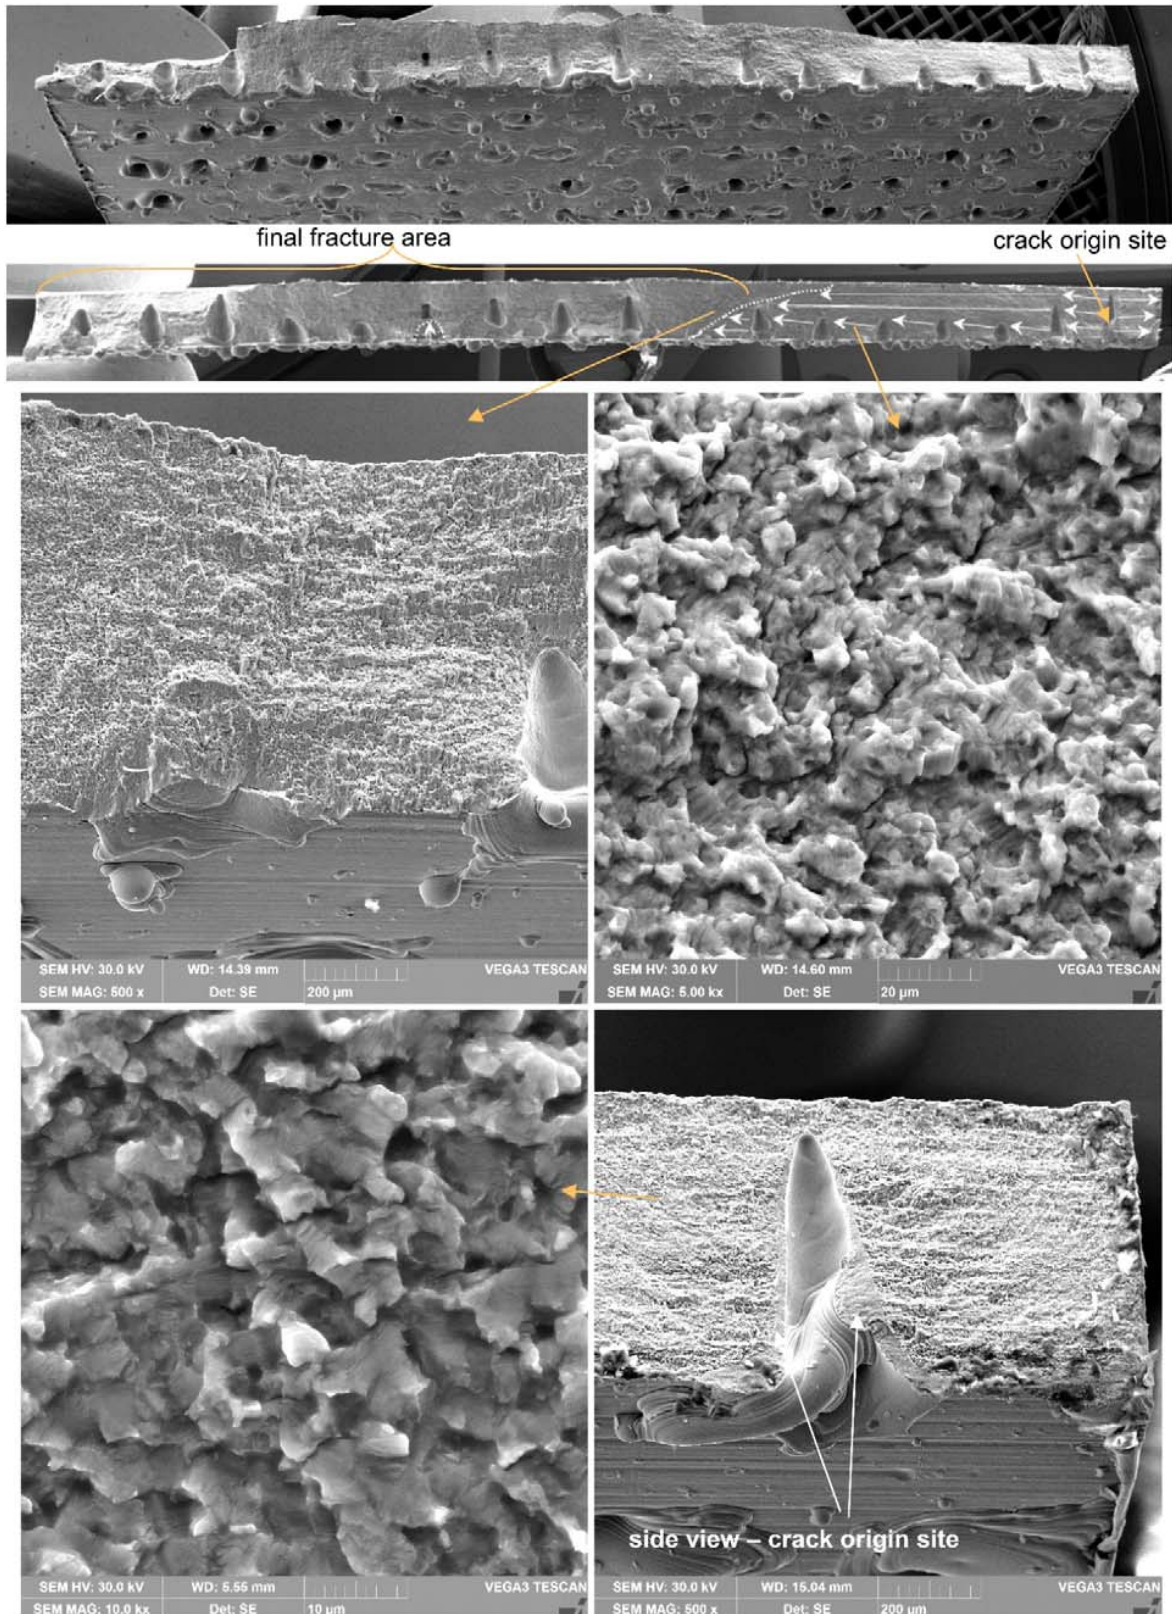 final fracture area
crack origin site
SEM HV: 30.0 kV
WD: 14.39 mm
VEGA3 TESCAN
SEM MAG: 500 x
Det: SE
200 µm
SEM HV: 30.0 kV
WD: 14.60 mm
VEGA3 TESCAN
SEM MAG: 5.00 kx
Det: SE
20 µm
side view – crack origin site
SEM HV: 30.0 kV
WD: 5.55 mm
VEGA3 TESCAN
SEM MAG: 10.0 kx
Det: SE
10 µm
SEM HV: 30.0 kV
WD: 15.04 mm
VEGA3 TESCAN
SEM MAG: 500 x
Det: SE
200 µm